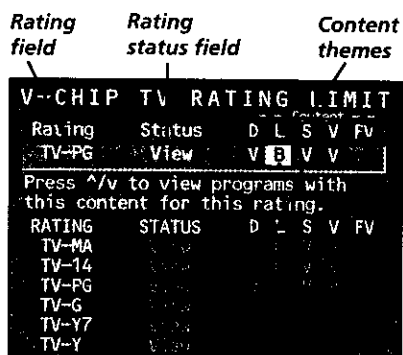 Rating field
Rating status field
Content themes
V-CHIP TV RATING LIMIT
Content
Rating Status D L S V FV
TV-PG View V B V V
Press ^/v to view programs with
this content for this rating.
RATING STATUS D L S V FV
TV-MA
TV-14
TV-PG
TV-G
TV-Y7
TV-Y